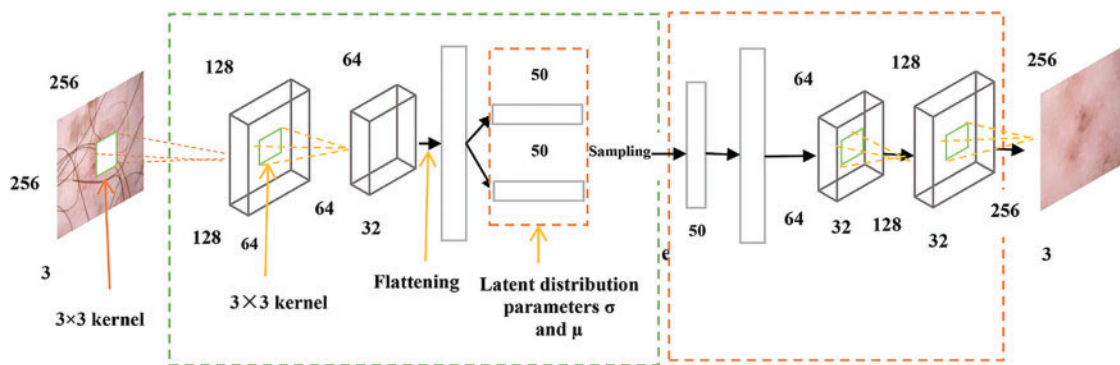 256
256
3
3×3 kernel
128
128
64
3×3 kernel
64
64
32
Flattening
50
50
Latent distribution
parameters σ
and μ
Sampling
e
50
64
64
32
128
128
32
256
256
3